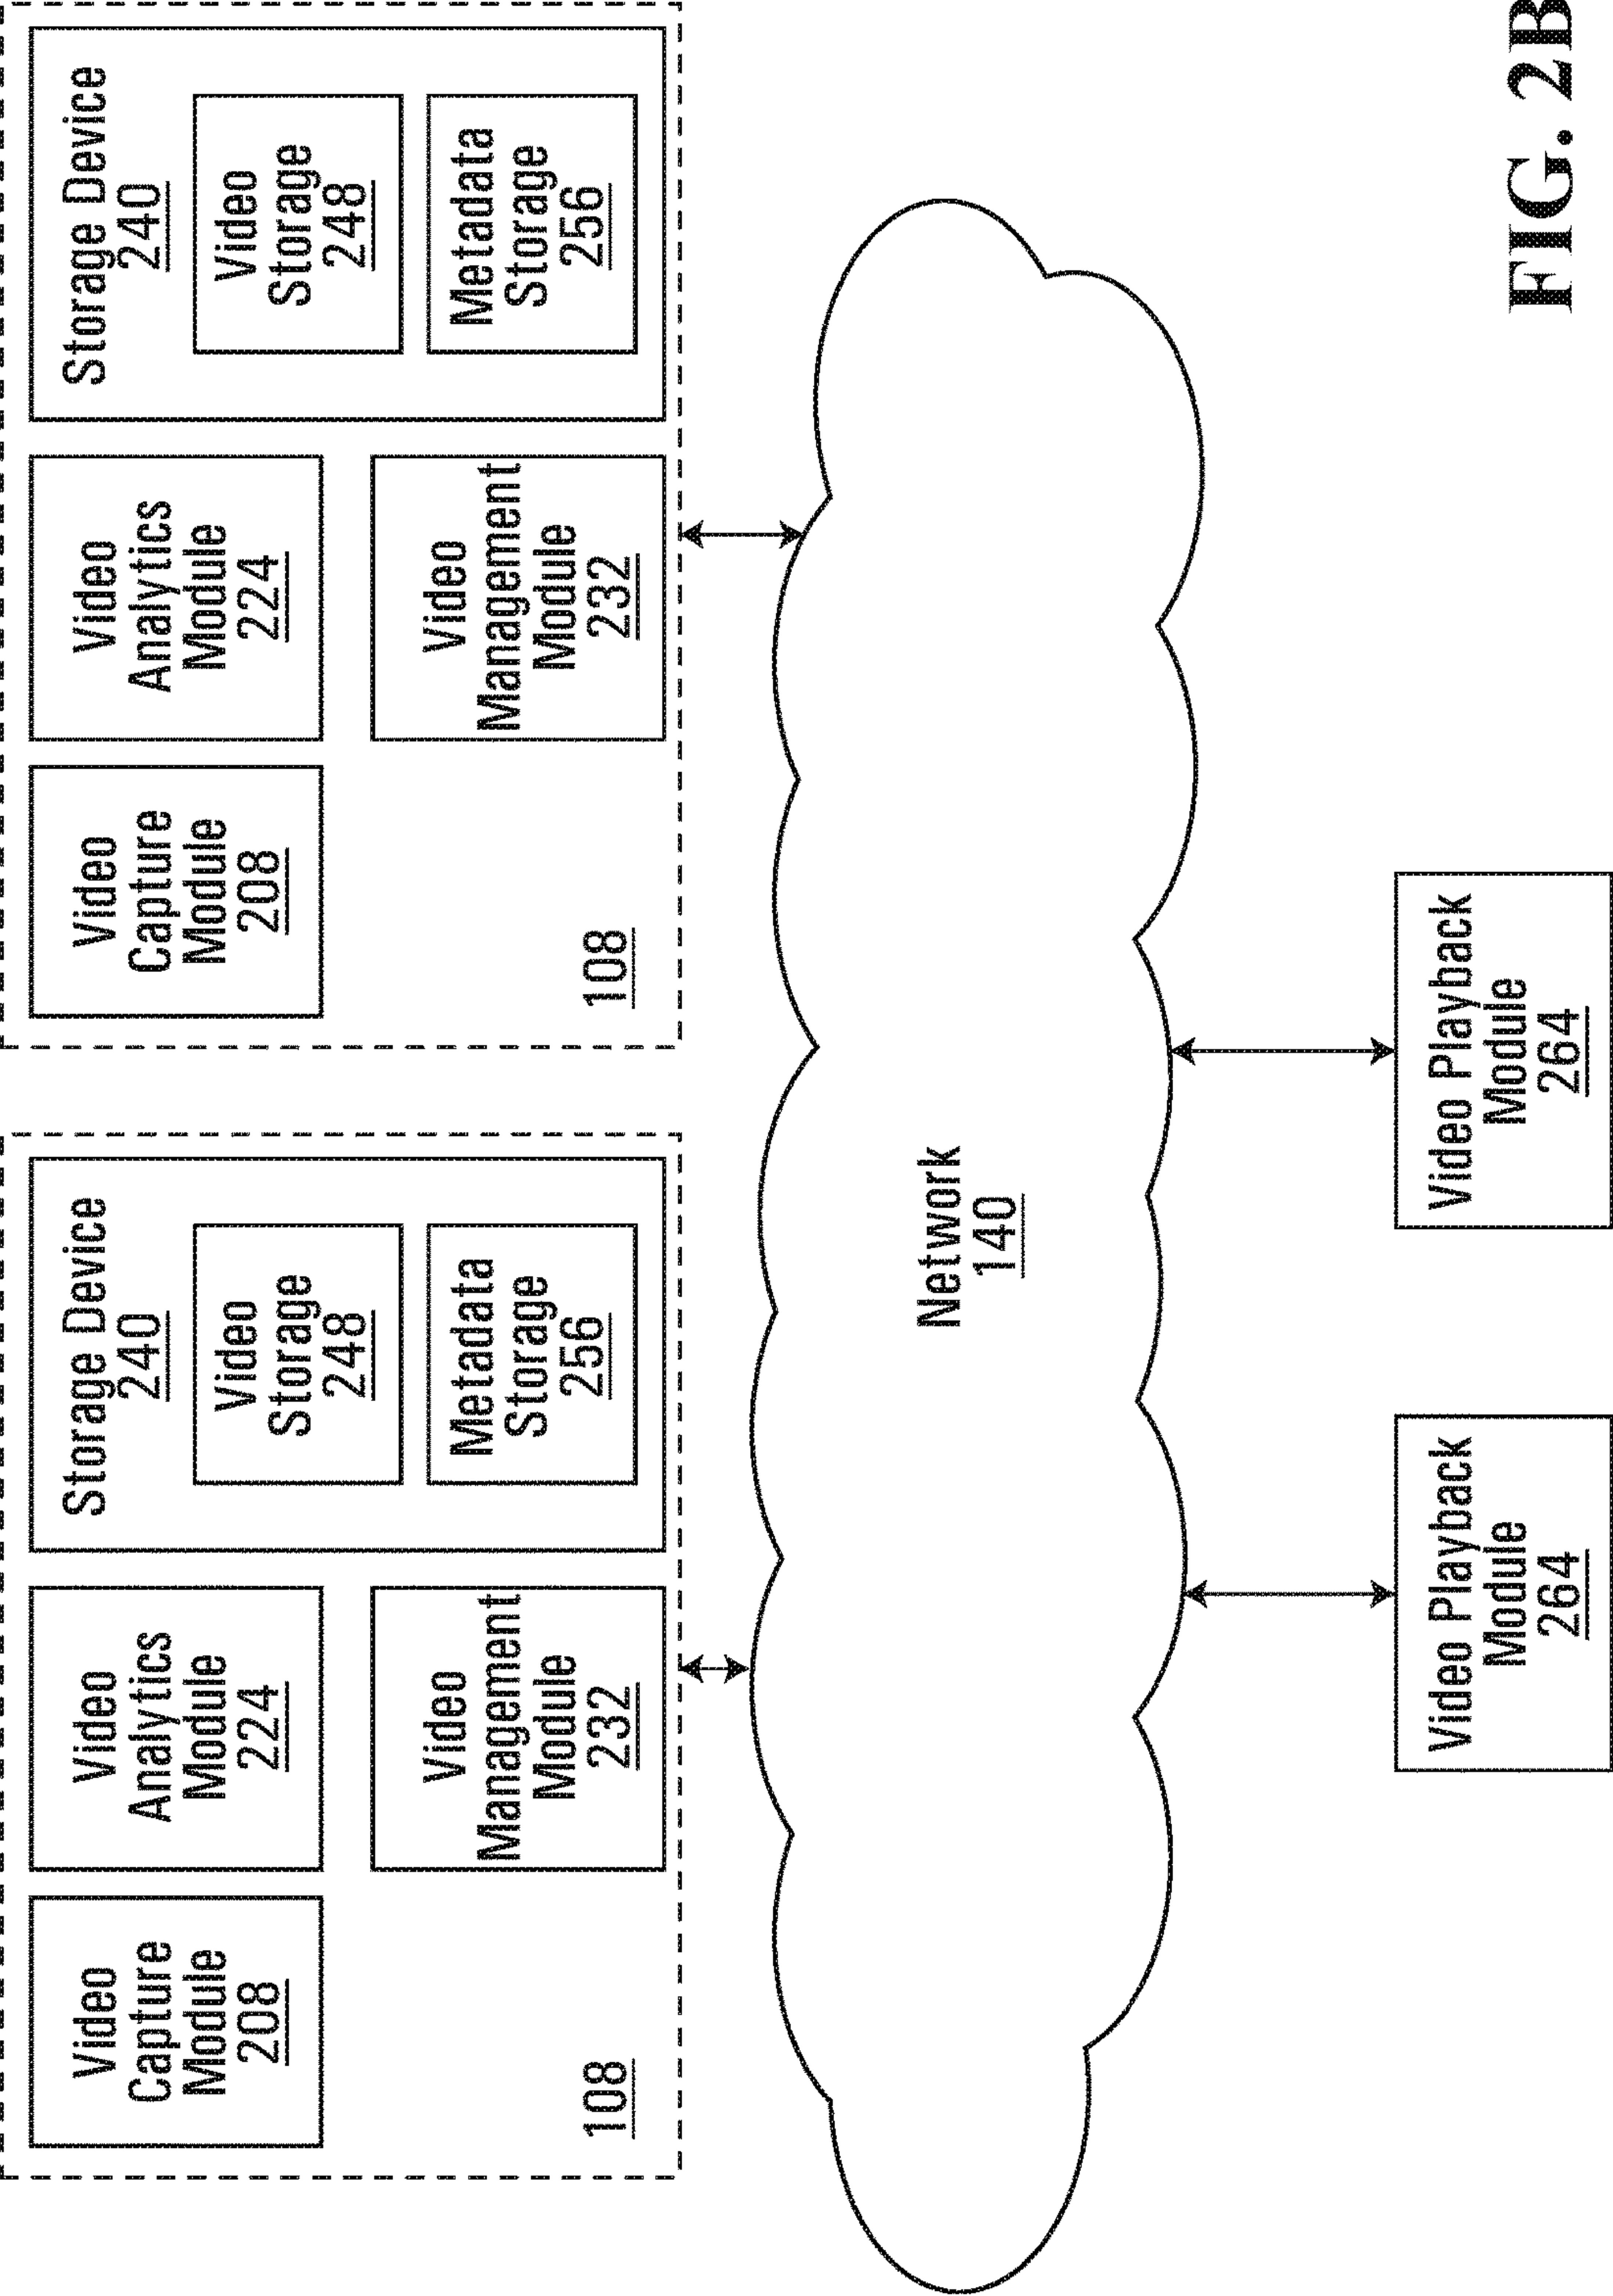 Video
Capture
Module
208
Video
Analytics
Module
224
Video
Management
Module
232
Storage Device
240
Video
Storage
248
Metadata
Storage
256
108
Video
Capture
Module
208
Video
Analytics
Module
224
Video
Management
Module
232
Storage Device
240
Video
Storage
248
Metadata
Storage
256
108
Network
140
Video Playback
Module
264
Video Playback
Module
264
FIG. 2B